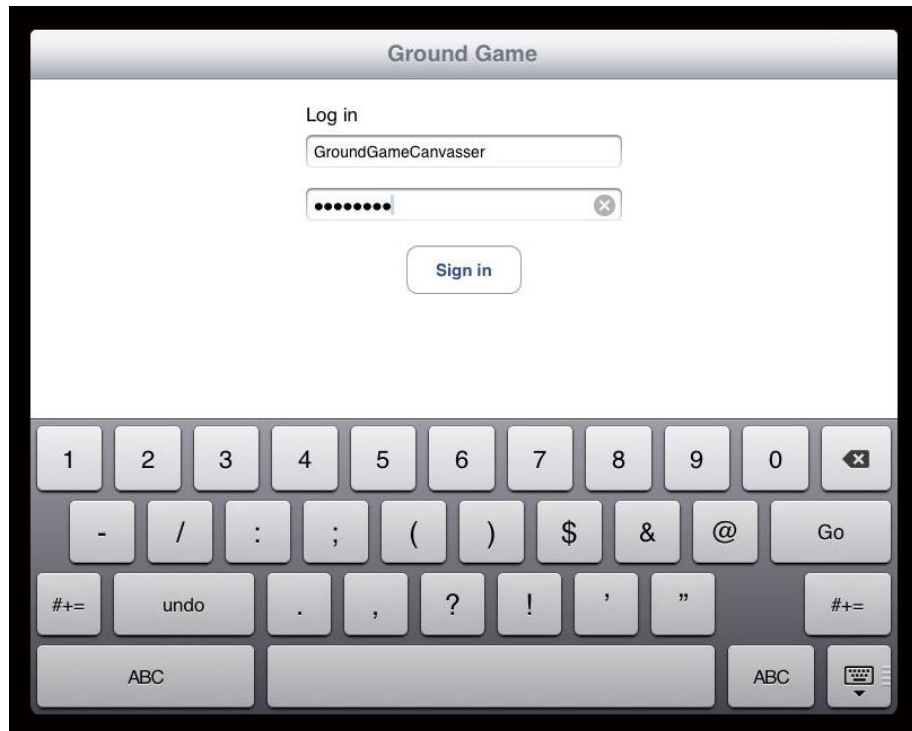 Ground Game
Log in
GroundGameCanvasser
••••••••
Sign in
1 2 3 4 5 6 7 8 9 0
- / : ; ( ) $ & @ Go
#+= undo . , ? ! ’ ” #+=
ABC ABC